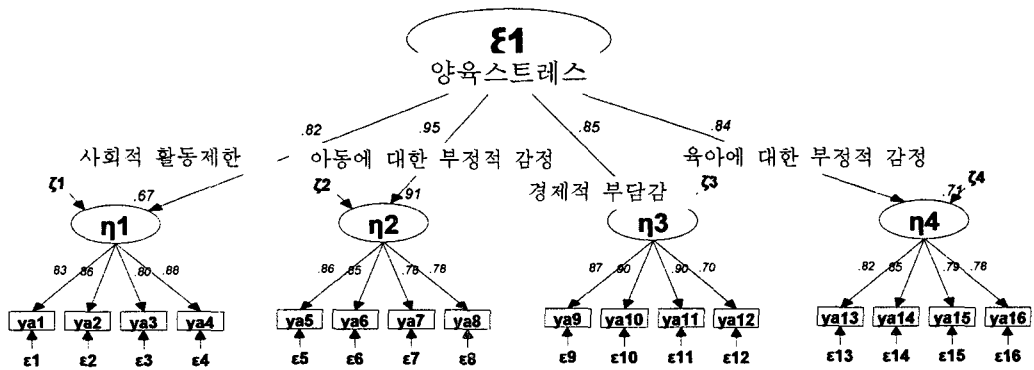 ξ1
양육스트레스
.82 .95 .85 .84
사회적 활동제한 아동에 대한 부정적 감정 육아에 대한 부정적 감정
ζ1 .67 ζ2 .91 경제적 부담감 ζ3 .71 ζ4
η1 η2 η3 η4
.83 .86 .80 .88 .86 .85 .78 .78 .87 .90 .90 .70 .82 .85 .79 .78
ya1 ya2 ya3 ya4 ya5 ya6 ya7 ya8 ya9 ya10 ya11 ya12 ya13 ya14 ya15 ya16
ε1 ε2 ε3 ε4 ε5 ε6 ε7 ε8 ε9 ε10 ε11 ε12 ε13 ε14 ε15 ε16